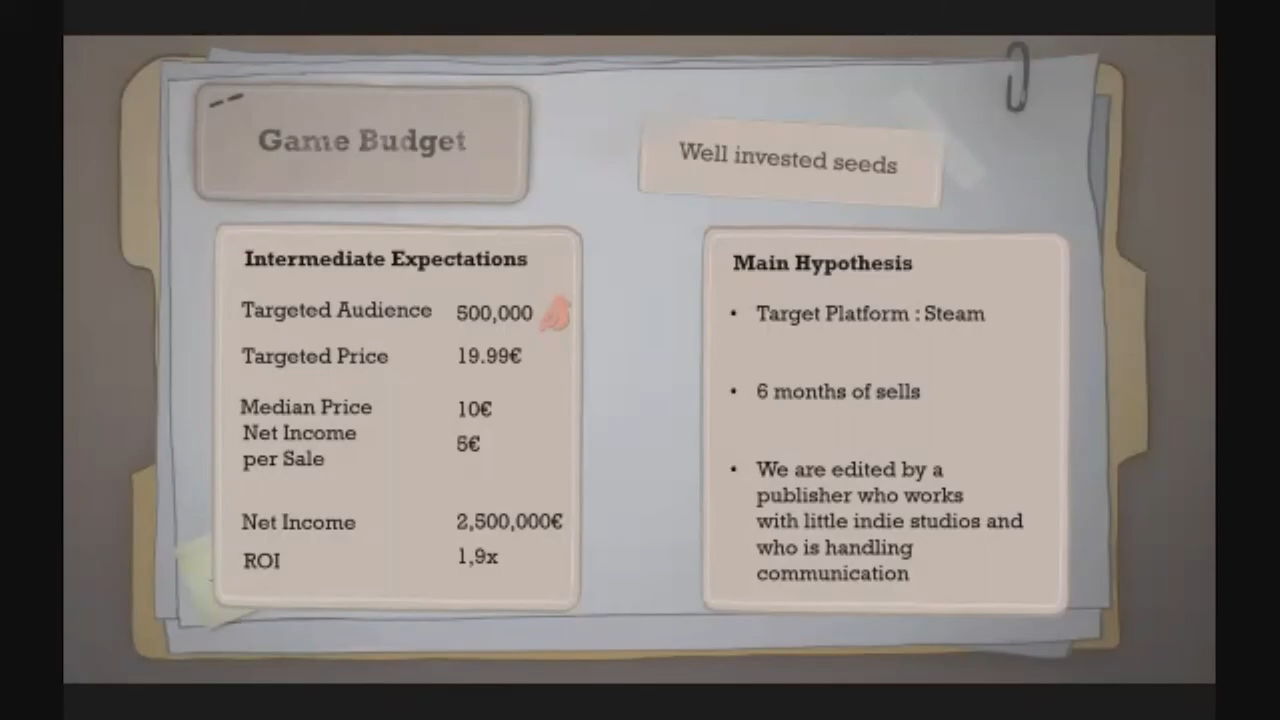 Game Budget
Well invested seeds
Intermediate Expectations
Targeted Audience 500,000
Targeted Price 19.99€
Median Price 10€
Net Income
per Sale 5€
Net Income 2,500,000€
ROI 1,9x
Main Hypothesis
• Target Platform : Steam
• 6 months of sells
• We are edited by a
publisher who works
with little indie studios and
who is handling
communication